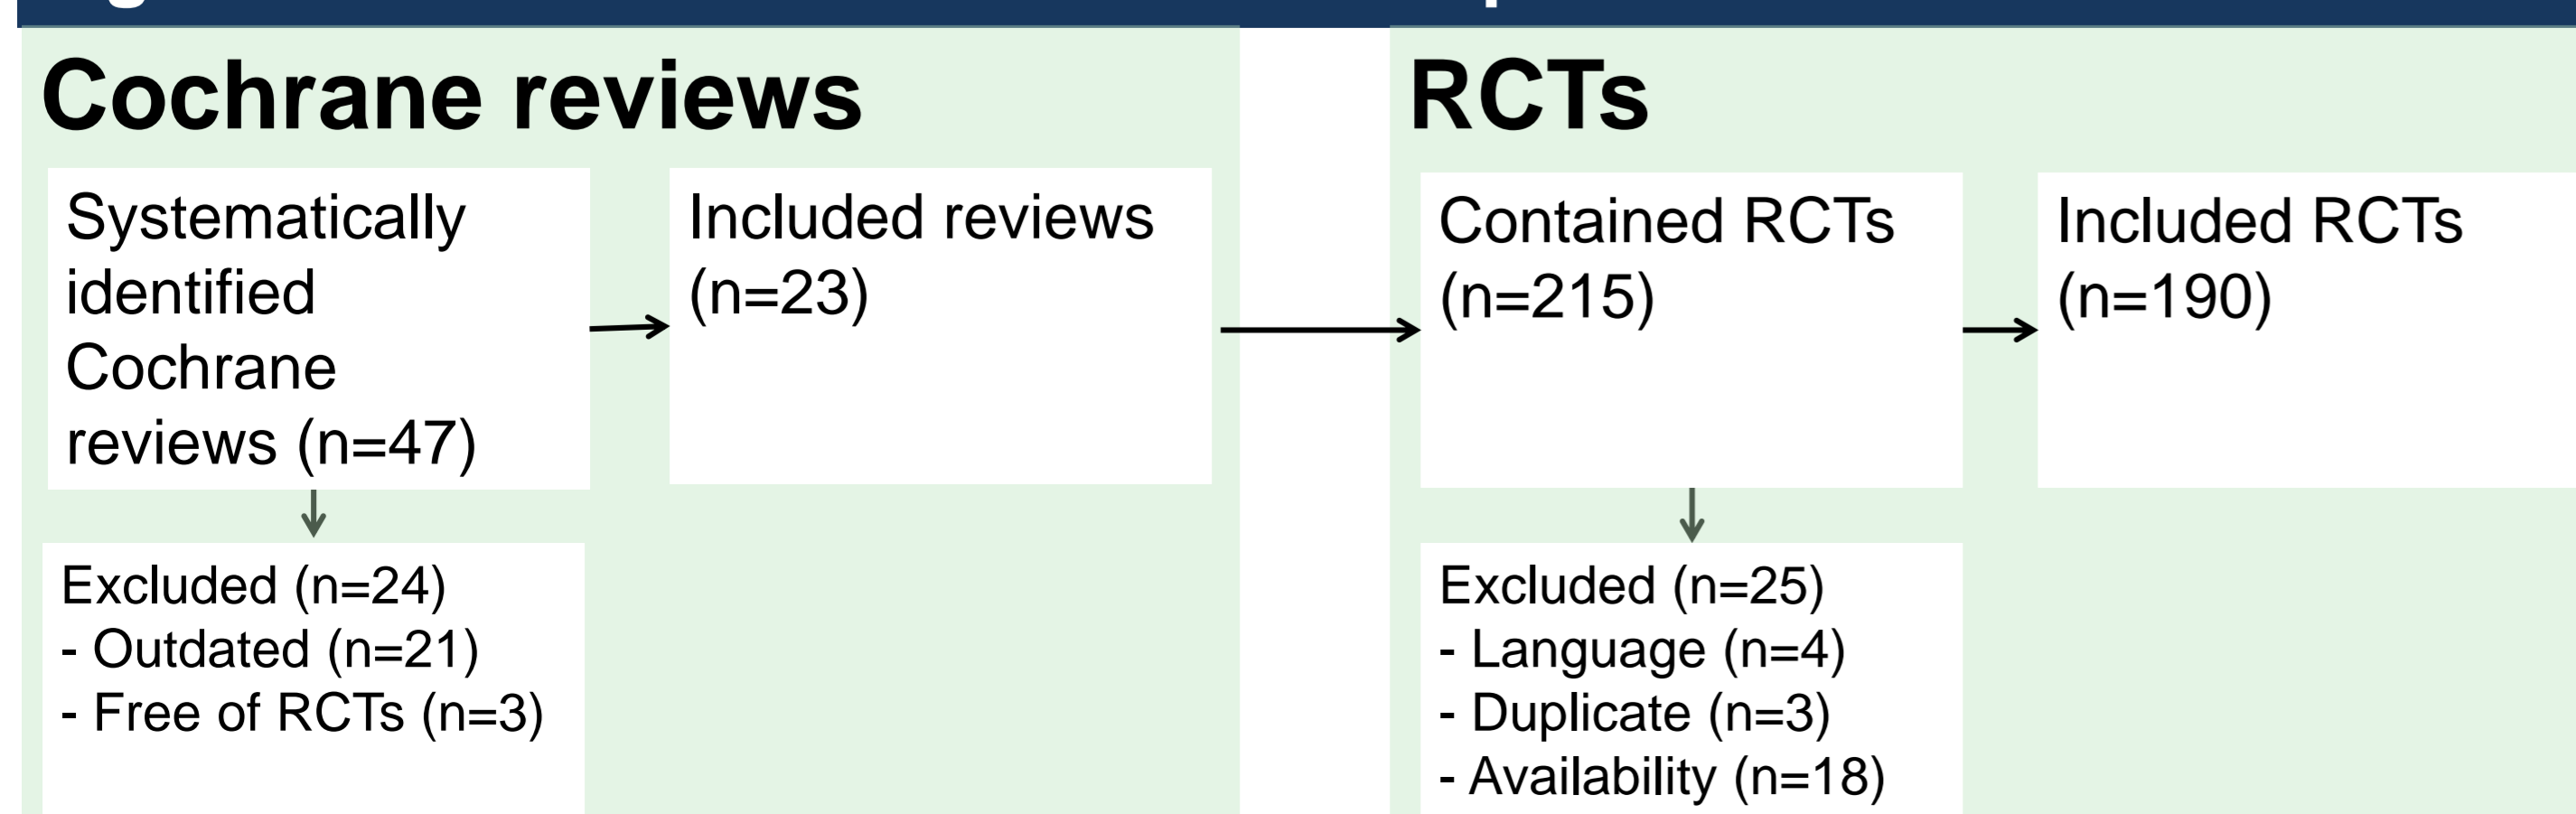 Cochrane reviews
Systematically
identified
Cochrane
reviews (n=47)
Included reviews
(n=23)
Excluded (n=24)
- Outdated (n=21)
- Free of RCTs (n=3)
RCTs
Contained RCTs
(n=215)
Included RCTs
(n=190)
Excluded (n=25)
- Language (n=4)
- Duplicate (n=3)
- Availability (n=18)